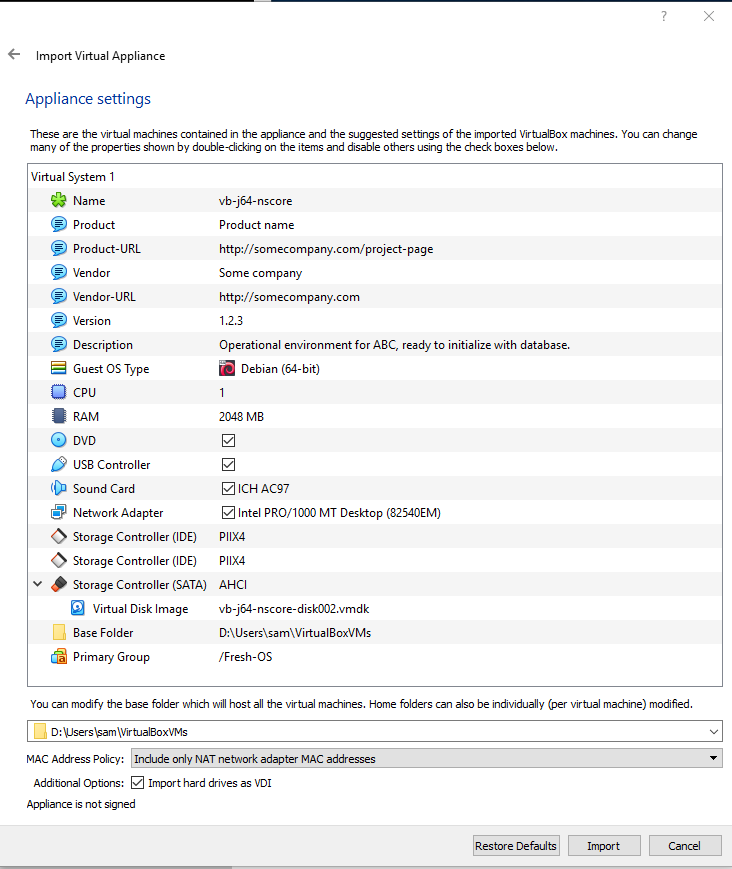 ?
Import Virtual Appliance
Appliance settings
These are the virtual machines contained in the appliance and the suggested settings of the imported VirtualBox machines. You can change
many of the properties shown by double-clicking on the items and disable others using the check boxes below.
Virtual System 1
Name vb-j64-nscore
Product Product name
Product-URL http://somecompany.com/project-page
Vendor Some company
Vendor-URL http://somecompany.com
Version 1.2.3
Description Operational environment for ABC, ready to initialize with database.
Guest OS Type Debian (64-bit)
CPU 1
RAM 2048 MB
DVD
USB Controller
Sound Card ICH AC97
Network Adapter Intel PRO/1000 MT Desktop (82540EM)
Storage Controller (IDE) PIIX4
Storage Controller (IDE) PIIX4
Storage Controller (SATA) AHCI
Virtual Disk Image vb-j64-nscore-disk002.vmdk
Base Folder D:\Users\sam\VirtualBoxVMs
Primary Group /Fresh-OS
You can modify the base folder which will host all the virtual machines. Home folders can also be individually (per virtual machine) modified.
D:\Users\sam\VirtualBoxVMs
MAC Address Policy: Include only NAT network adapter MAC addresses
Additional Options: Import hard drives as VDI
Appliance is not signed
Restore Defaults Import Cancel